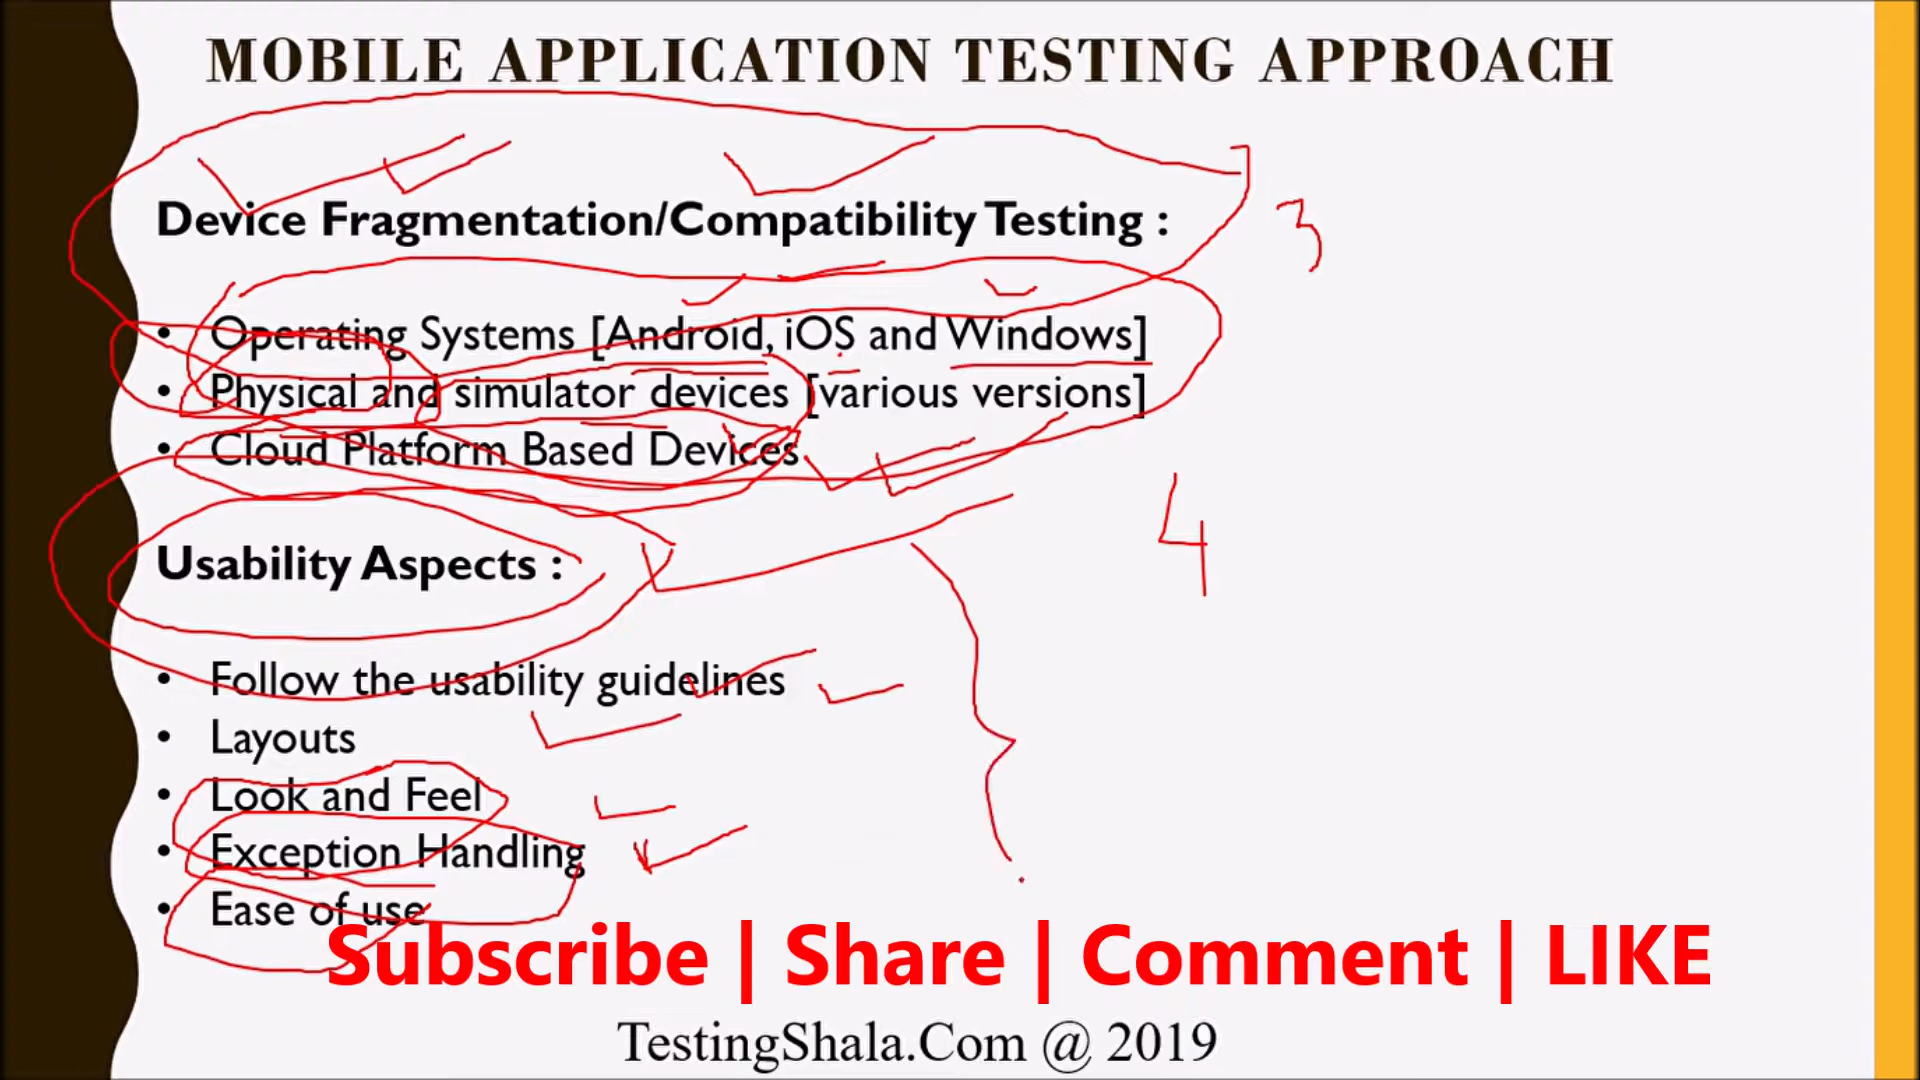 MOBILE APPLICATION TESTING APPROACH
Device Fragmentation/Compatibility Testing :
3
• Operating Systems [Android, iOS and Windows]
• Physical and simulator devices [various versions]
• Cloud Platform Based Devices
4
Usability Aspects :
• Follow the usability guidelines
• Layouts
• Look and Feel
• Exception Handling
• Ease of use
Subscribe | Share | Comment | LIKE
TestingShala.Com @ 2019